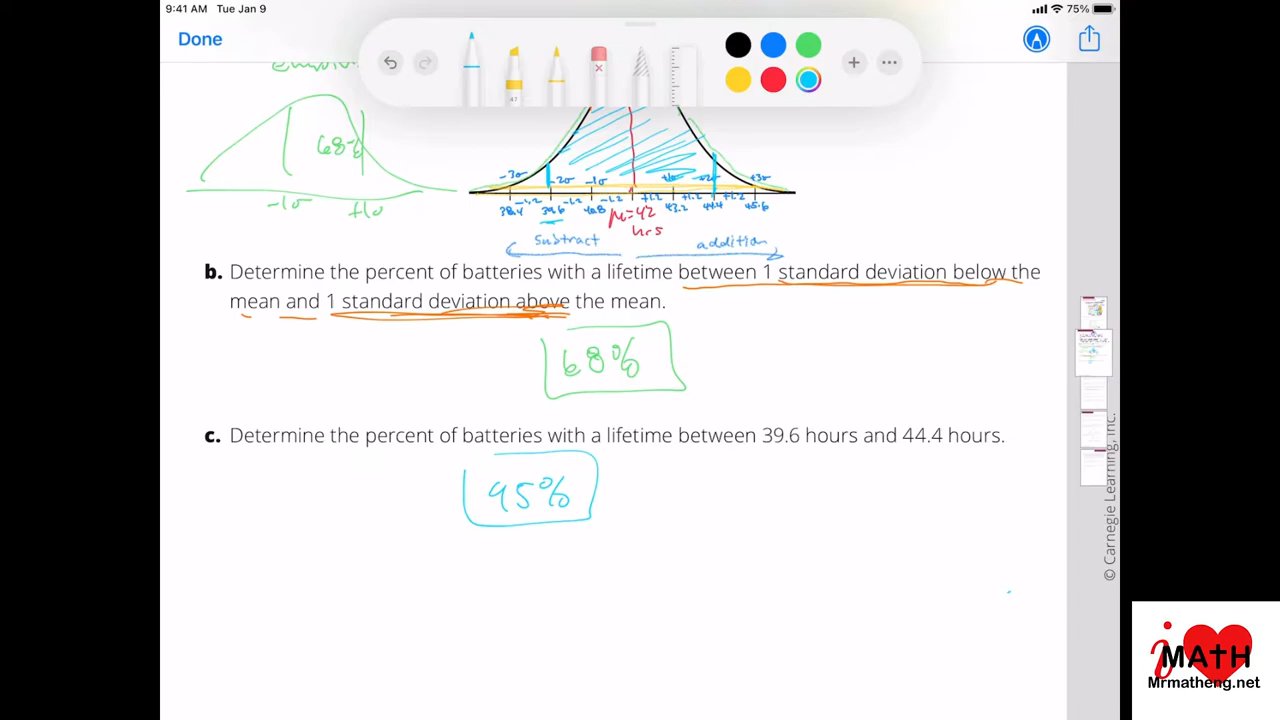 9:41 AM Tue Jan 9
75%
Done
47
68%
-1σ
+1σ
-3σ -2σ -1σ +1σ +2σ +3σ
-1.2 -1.2 -1.2 +1.2 +1.2 +1.2
38.4 39.6 40.8 μ=42 43.2 44.4 45.6
hrs
subtract addition
b. Determine the percent of batteries with a lifetime between 1 standard deviation below the
mean and 1 standard deviation above the mean.
68%
c. Determine the percent of batteries with a lifetime between 39.6 hours and 44.4 hours.
95%
© Carnegie Learning, Inc.
i
MATH
Mrmatheng.net